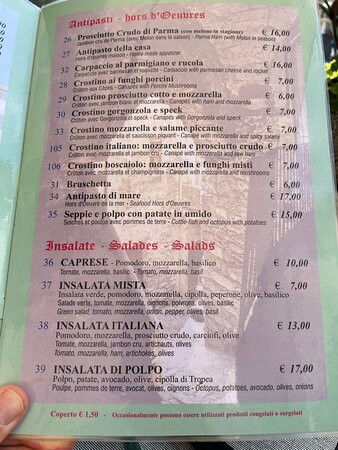 Antipasti - hors d'Oeuvres
26 Prosciutto Crudo di Parma (con melone in stagione) € 16,00
Jambon cru de Parma (avec Melon dans la saison) - Parma Ham (with Melon in season)
27 Antipasto della casa € 14,00
Hors d'oeuvres maison - Home made appetizer
32 Carpaccio al parmigiano e rucola € 16,00
Carpaccio avec parmesan et roquette - Carpaccio with parmesan cheese and rocket
28 Crostino ai funghi porcini € 7,00
Crûton aux Cèpes - Canapés with Porcini Mushrooms
29 Crostino prosciutto cotto e mozzarella € 6,00
Crûton avec jambon blanc et mozzarella - Canapés with ham and mozzarella
30 Crostino gorgonzola e speck € 7,00
Crûton avec Gorgonzola et speck - Canapès with Gorgonzola and speck
33 Crostino mozzarella e salame piccante € 7,00
Crûton avec mozzarella et saucisson piquant - Canapé with mozzarella and spicy salami
105 Crostino italiano: mozzarella e prosciutto crudo € 7,00
Crûton avec mozzarella et jambon cru - Canapé with mozzarella and raw ham
106 Crostino boscaiolo: mozzarella e funghi misti € 7,00
Crûton avec mozzarella et champignons - Canapé with mozzarella and mushrooms
31 Bruschetta € 6,00
34 Antipasto di mare € 17,00
Hors d'Oeuvre de la mer - Seafood Hors d'Oeuvres
35 Seppie e polpo con patate in umido € 15,00
Seiches et poulpe avec pommes de terre - Cuttle-fish and octopus with potatoes
Insalate - Salades - Salads
36 CAPRESE - Pomodoro, mozzarella, basilico € 10,00
Tomate, mozzarella, basilic - Tomato, mozzarella, basil
37 INSALATA MISTA € 7,00
Insalata verde, pomodoro, mozzarella, cipolla, peperone, olive, basilico
Salade verte, tomate, mozzarella, oignons, poivrons, olives, basilic
Green salad, tomato, mozzarella, onion, pepper, olives, basil
38 INSALATA ITALIANA € 13,00
Pomodoro, mozzarella, prosciutto crudo, carciofi, olive
Tomate, mozzarella, jambon cru, artichauts, olives
Tomato, mozzarella, ham, artichokes, olives
39 INSALATA DI POLPO € 17,00
Polpo, patate, avocado, olive, cipolla di Tropea
Poulpe, pommes de terre, avocat, olives, oignons - Octopus, potatoes, avocado, olives, onions
Coperto € 1,50 - Occasionalmente possono essere utilizzati prodotti congelati o surgelati